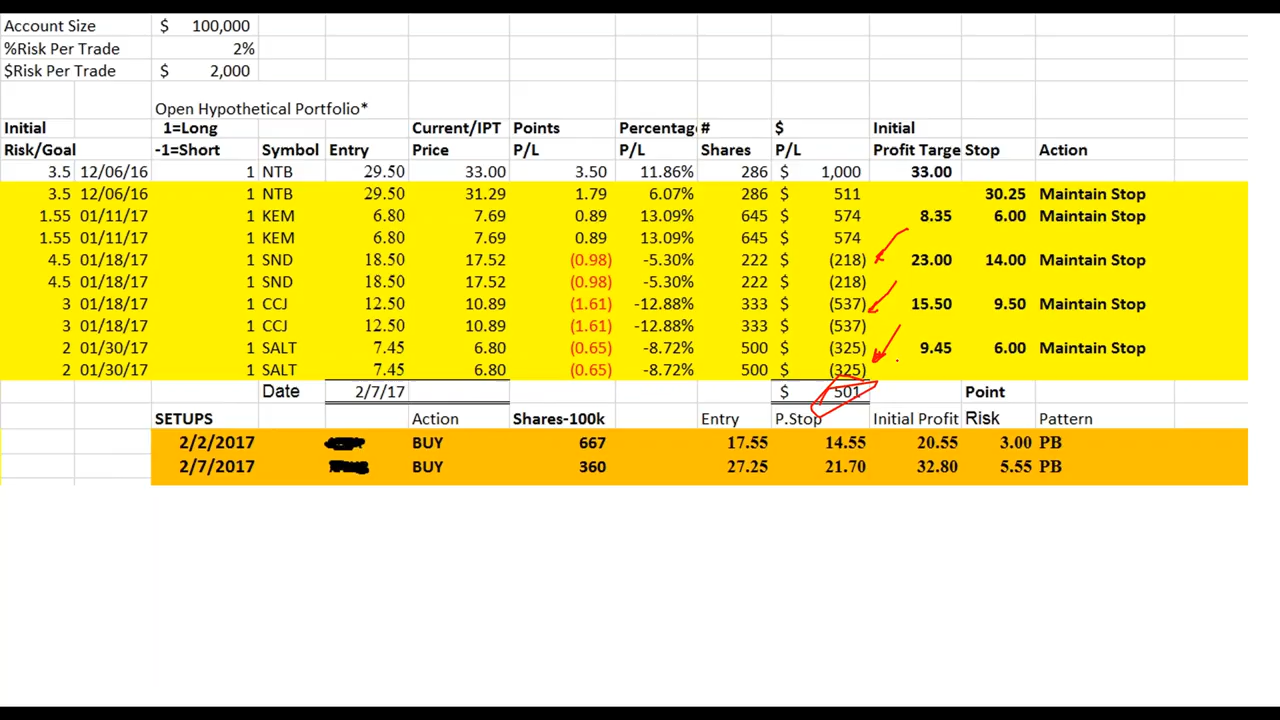 Account Size $ 100,000
%Risk Per Trade 2%
$Risk Per Trade $ 2,000
Open Hypothetical Portfolio*
Initial 1=Long Current/IPT Points Percentag # $ Initial
Risk/Goal -1=Short Symbol Entry Price P/L P/L Shares P/L Profit Targe Stop Action
3.5 12/06/16 1 NTB 29.50 33.00 3.50 11.86% 286 $ 1,000 33.00
3.5 12/06/16 1 NTB 29.50 31.29 1.79 6.07% 286 $ 511 30.25 Maintain Stop
1.55 01/11/17 1 KEM 6.80 7.69 0.89 13.09% 645 $ 574 8.35 6.00 Maintain Stop
1.55 01/11/17 1 KEM 6.80 7.69 0.89 13.09% 645 $ 574
4.5 01/18/17 1 SND 18.50 17.52 (0.98) -5.30% 222 $ (218) 23.00 14.00 Maintain Stop
4.5 01/18/17 1 SND 18.50 17.52 (0.98) -5.30% 222 $ (218)
3 01/18/17 1 CCJ 12.50 10.89 (1.61) -12.88% 333 $ (537) 15.50 9.50 Maintain Stop
3 01/18/17 1 CCJ 12.50 10.89 (1.61) -12.88% 333 $ (537)
2 01/30/17 1 SALT 7.45 6.80 (0.65) -8.72% 500 $ (325) 9.45 6.00 Maintain Stop
2 01/30/17 1 SALT 7.45 6.80 (0.65) -8.72% 500 $ (325)
Date 2/7/17 $ 501 Point
SETUPS Action Shares-100k Entry P.Stop Initial Profit Risk Pattern
2/2/2017 BUY 667 17.55 14.55 20.55 3.00 PB
2/7/2017 BUY 360 27.25 21.70 32.80 5.55 PB